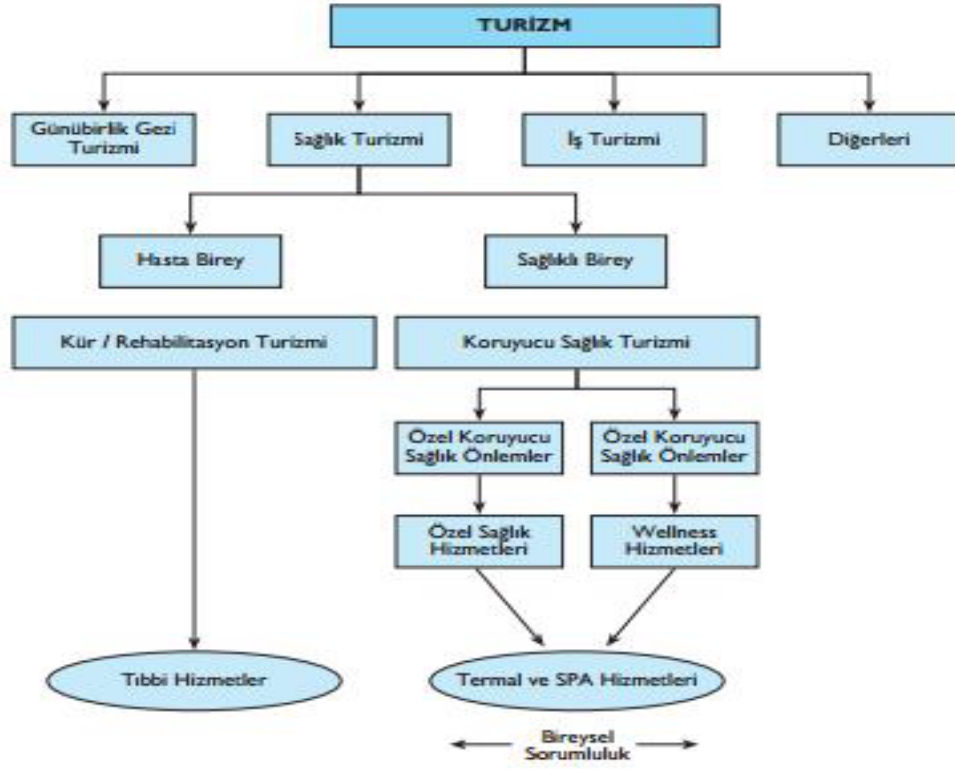 TURİZM
Günübirlik Gezi
Turizmi
Sağlık Turizmi
İş Turizmi
Diğerleri
Hasta Birey
Sağlıklı Birey
Kür / Rehabilitasyon Turizmi
Koruyucu Sağlık Turizmi
Özel Koruyucu
Sağlık Önlemler
Özel Koruyucu
Sağlık Önlemler
Özel Sağlık
Hizmetleri
Wellness
Hizmetleri
Tıbbi Hizmetler
Termal ve SPA Hizmetleri
Bireysel
Sorumluluk